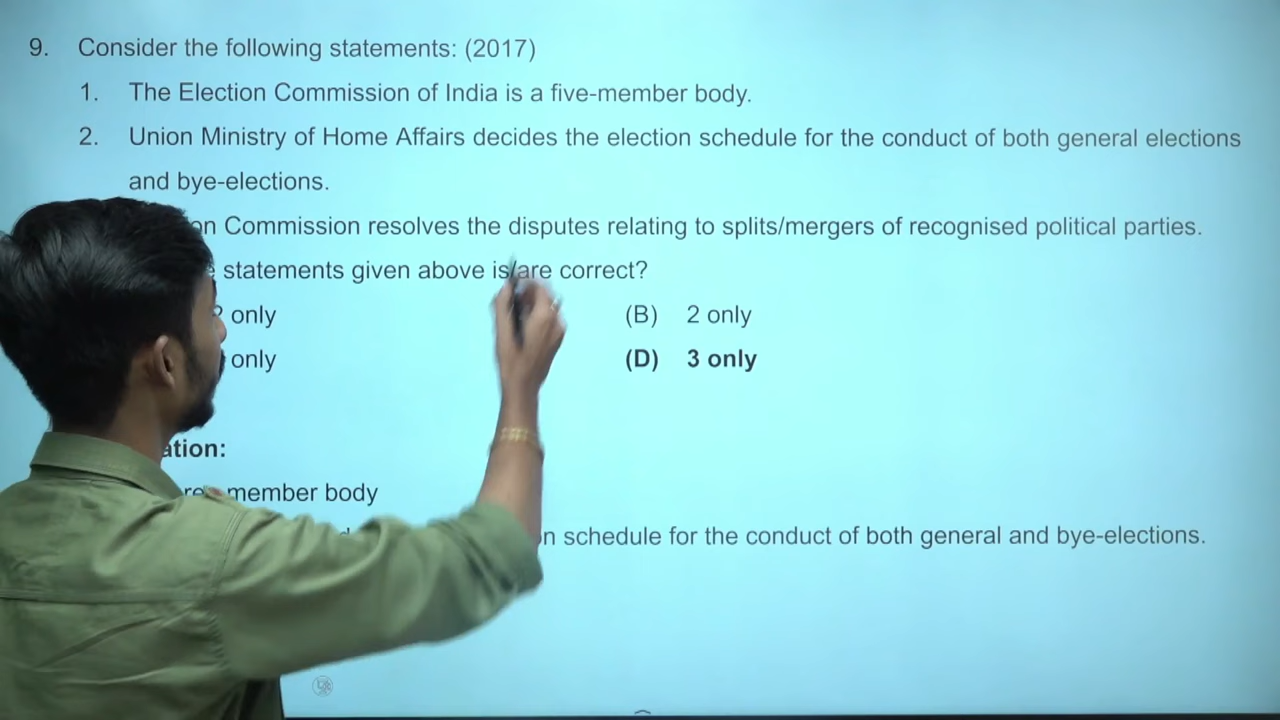 9. Consider the following statements: (2017)
1. The Election Commission of India is a five-member body.
2. Union Ministry of Home Affairs decides the election schedule for the conduct of both general elections
and bye-elections.
Commission resolves the disputes relating to splits/mergers of recognised political parties.
statements given above is/are correct?
only (B) 2 only
only (D) 3 only
member body
schedule for the conduct of both general and bye-elections.